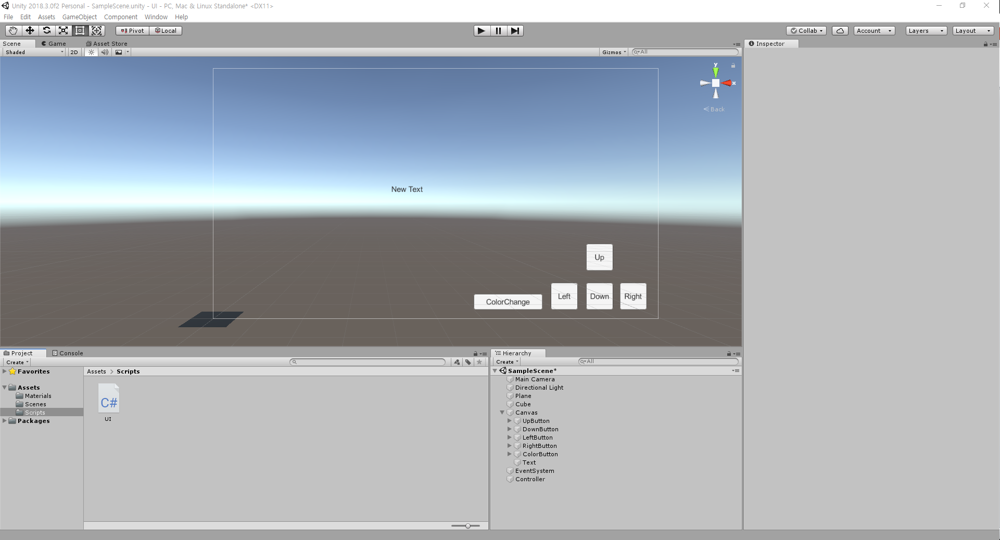 Unity 2018.3.0f2 Personal - SampleScene.unity - UI - PC, Mac & Linux Standalone* <DX11>
File Edit Assets GameObject Component Window Help
Pivot Local Collab Account Layers Layout
Scene Game Asset Store Inspector
Shaded 2D Gizmos All
y
x
Back
New Text
Up
Left Down Right
ColorChange
Project Console
Create
Favorites
Assets
Materials
Scenes
Scripts
Packages
Assets > Scripts
C#
UI
Hierarchy
Create All
SampleScene*
Main Camera
Directional Light
Plane
Cube
Canvas
UpButton
DownButton
LeftButton
RightButton
ColorButton
Text
EventSystem
Controller